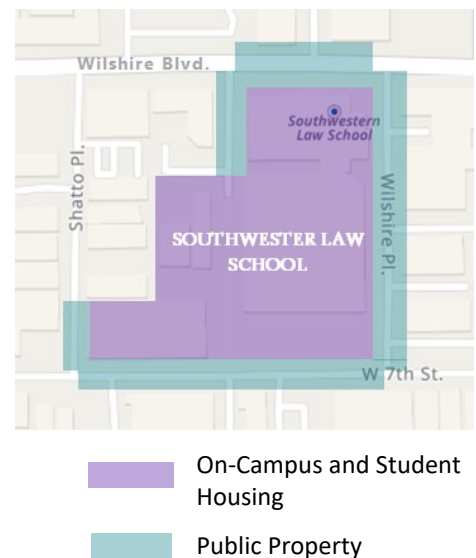 Wilshire Blvd.
Southwestern
Law School
Shatto Pl.
Wilshire Pl.
SOUTHWESTER LAW
SCHOOL
W 7th St.
On-Campus and Student
Housing
Public Property